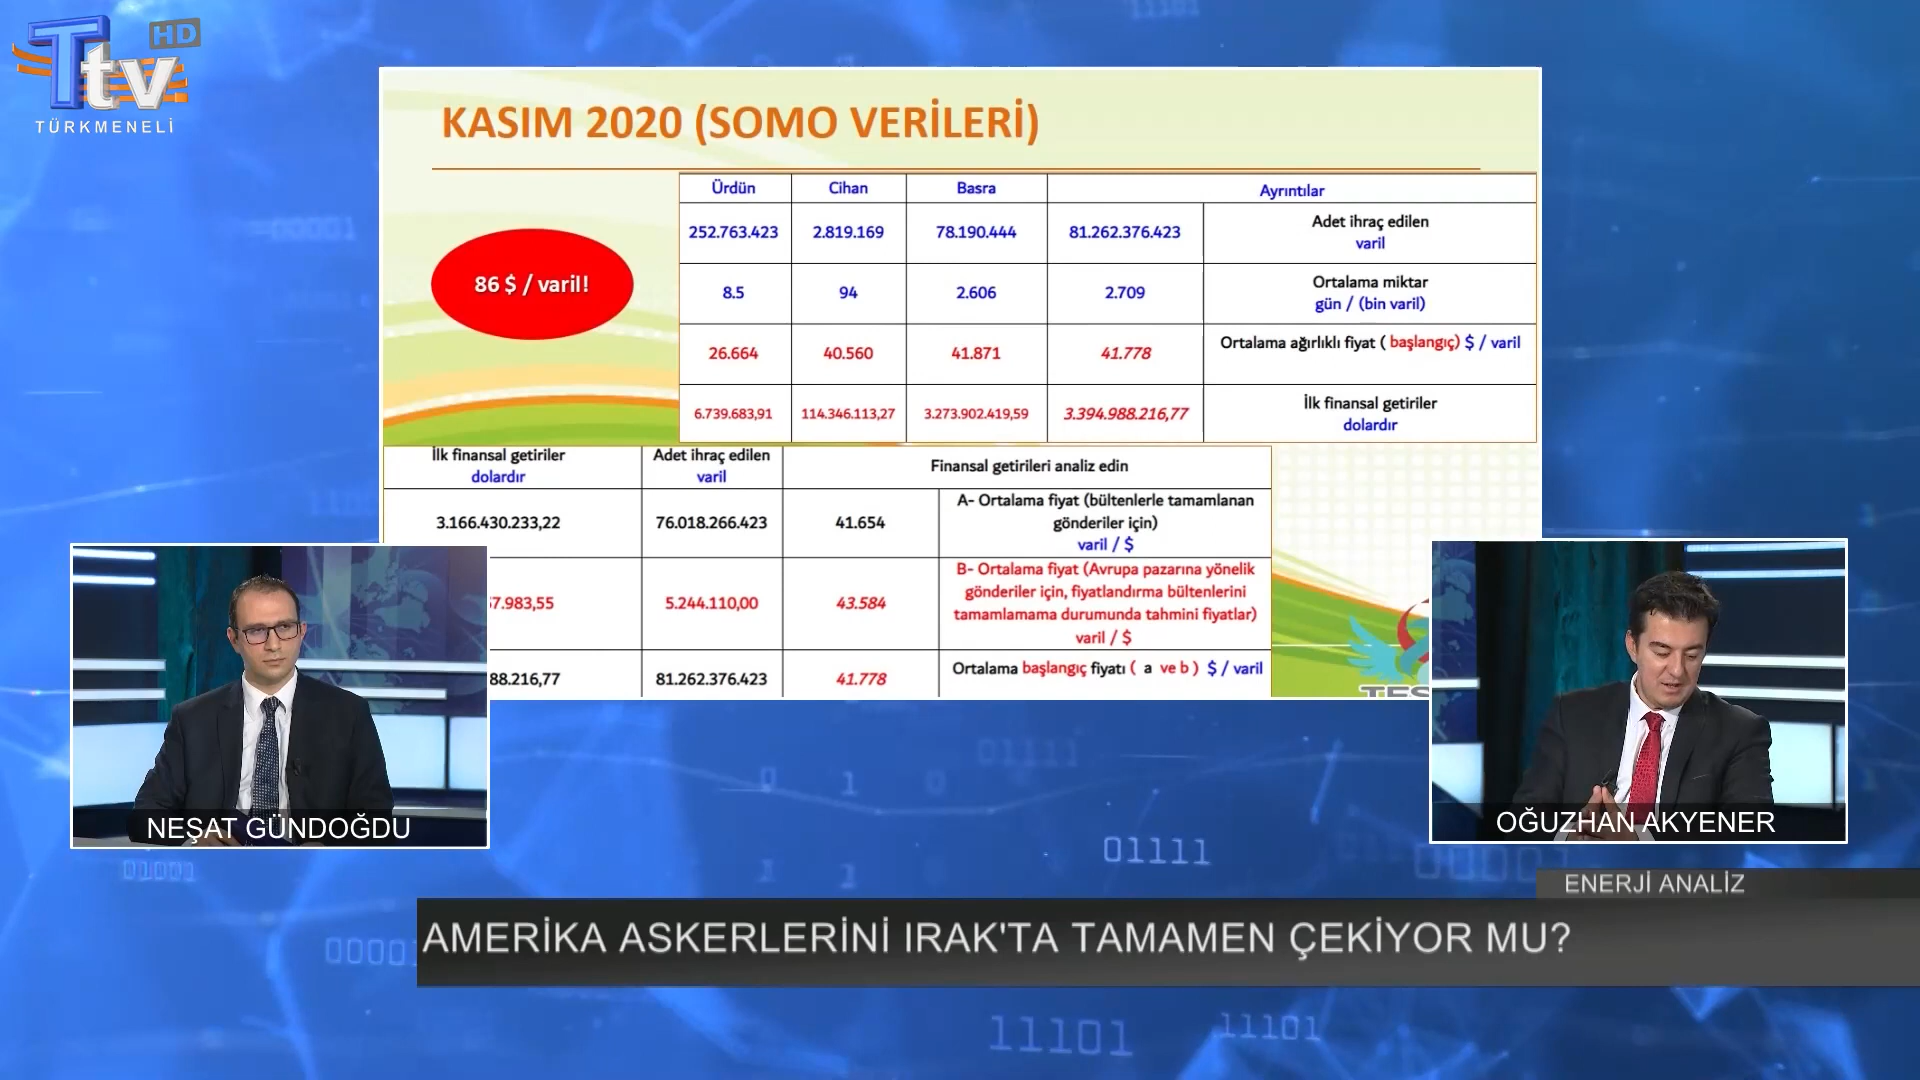 Ttv HD
TÜRKMENELİ
KASIM 2020 (SOMO VERİLERİ)
86 $ / varil!
Ürdün Cihan Basra Ayrıntılar
252.763.423 2.819.169 78.190.444 81.262.376.423 Adet ihraç edilen
varil
8.5 94 2.606 2.709 Ortalama miktar
gün / (bin varil)
26.664 40.560 41.871 41.778 Ortalama ağırlıklı fiyat ( başlangıç) $ / varil
6.739.683,91 114.346.113,27 3.273.902.419,59 3.394.988.216,77 İlk finansal getiriler
dolardır
İlk finansal getiriler
dolardır
Adet ihraç edilen
varil
Finansal getirileri analiz edin
3.166.430.233,22 76.018.266.423 41.654 A- Ortalama fiyat (bültenlerle tamamlanan
gönderiler için)
varil / $
7.983,55 5.244.110,00 43.584 B- Ortalama fiyat (Avrupa pazarına yönelik
gönderiler için, fiyatlandırma bültenlerini
tamamlamama durumunda tahmini fiyatlar)
varil / $
88.216,77 81.262.376.423 41.778 Ortalama başlangıç fiyatı ( a ve b ) $ / varil
NEŞAT GÜNDOĞDU
OĞUZHAN AKYENER
ENERJİ ANALİZ
AMERİKA ASKERLERİNİ IRAK'TA TAMAMEN ÇEKİYOR MU?
01111
11101
11101